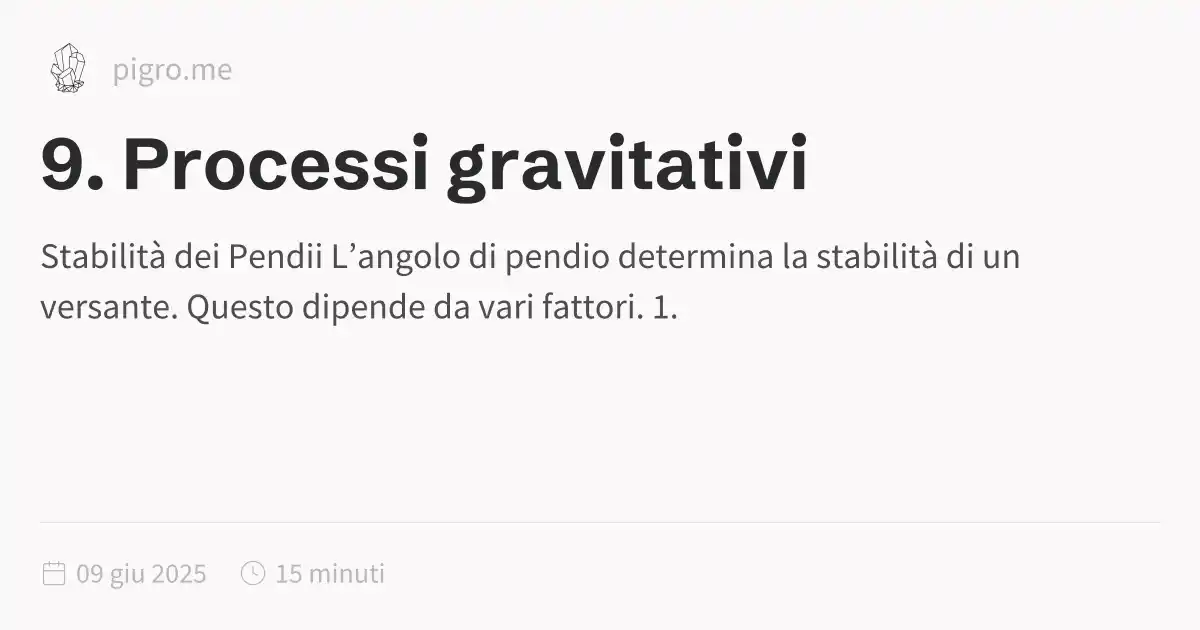 pigro.me
9. Processi gravitativi
Stabilità dei Pendii L’angolo di pendio determina la stabilità di un
versante. Questo dipende da vari fattori. 1.
09 giu 2025
15 minuti